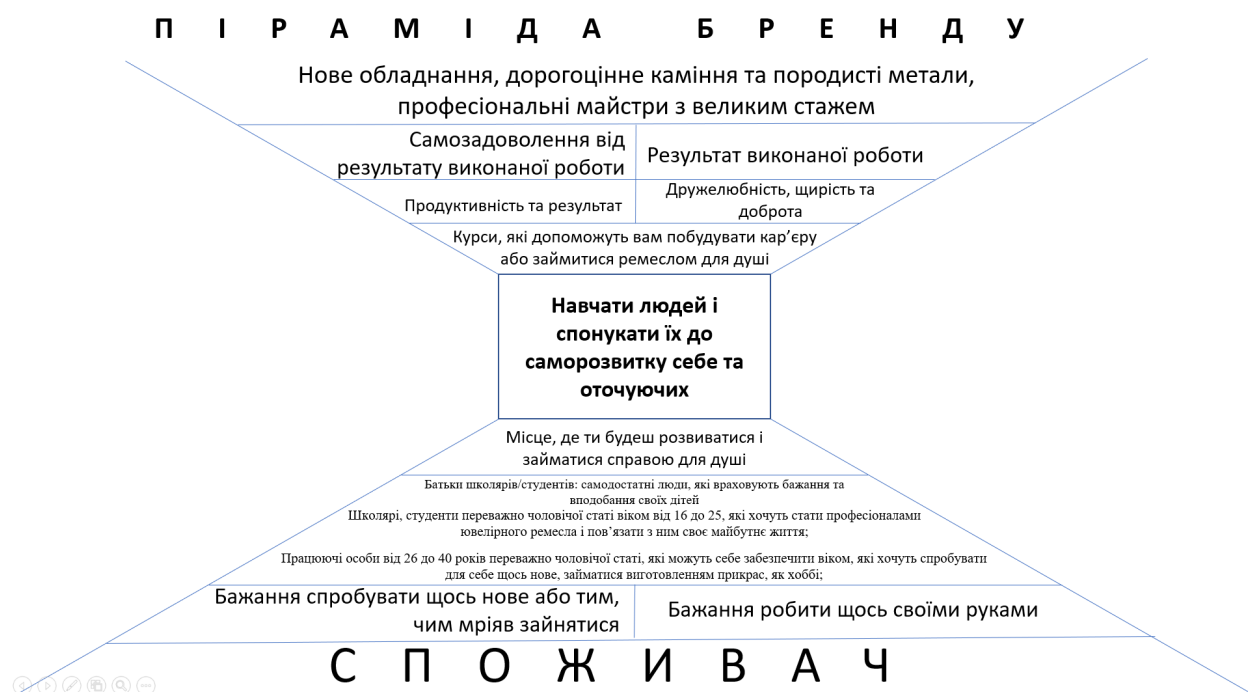 ПІРАМІДА БРЕНДУ
Нове обладнання, дорогоцінне каміння та породисті метали,
професіональні майстри з великим стажем
Самозадоволення від
результату виконаної роботи
Результат виконаної роботи
Продуктивність та результат
Дружелюбність, щирість та
доброта
Курси, які допоможуть вам побудувати кар’єру
або займитися ремеслом для душі
Навчати людей і
спонукати їх до
саморозвитку себе та
оточуючих
Місце, де ти будеш розвиватися і
займатися справою для душі
Батьки школярів/студентів: самодостатні люди, які враховують бажання та
вподобання своїх дітей
Школярі, студенти переважно чоловічої статі віком від 16 до 25, які хочуть стати професіоналами
ювелірного ремесла і пов’язати з ним своє майбутнє життя;
Працюючі особи від 26 до 40 років переважно чоловічої статі, які можуть себе забезпечити віком, які хочуть спробувати
для себе щось нове, займатися виготовленням прикрас, як хоббі;
Бажання спробувати щось нове або тим,
чим мріяв зайнятися
Бажання робити щось своїми руками
СПОЖИВАЧ